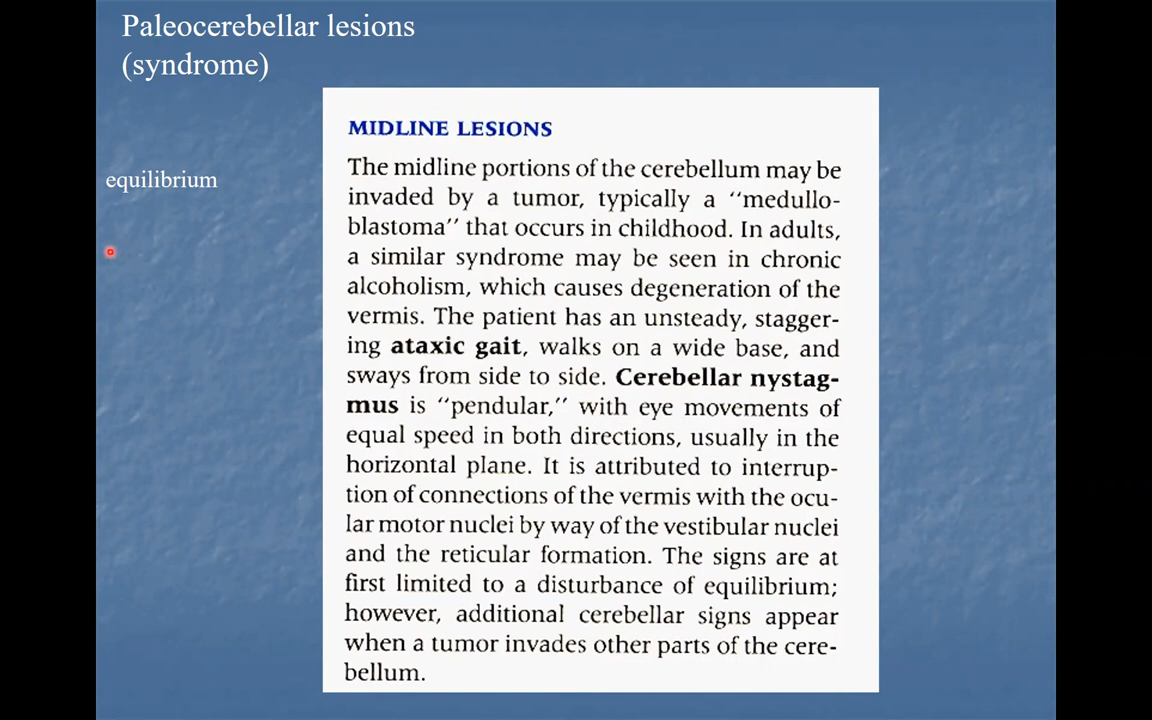 Paleocerebellar lesions
(syndrome)
equilibrium
MIDLINE LESIONS
The midline portions of the cerebellum may be
invaded by a tumor, typically a “medullo-
blastoma” that occurs in childhood. In adults,
a similar syndrome may be seen in chronic
alcoholism, which causes degeneration of the
vermis. The patient has an unsteady, stagger-
ing ataxic gait, walks on a wide base, and
sways from side to side. Cerebellar nystag-
mus is “pendular,” with eye movements of
equal speed in both directions, usually in the
horizontal plane. It is attributed to interrup-
tion of connections of the vermis with the ocu-
lar motor nuclei by way of the vestibular nuclei
and the reticular formation. The signs are at
first limited to a disturbance of equilibrium;
however, additional cerebellar signs appear
when a tumor invades other parts of the cere-
bellum.